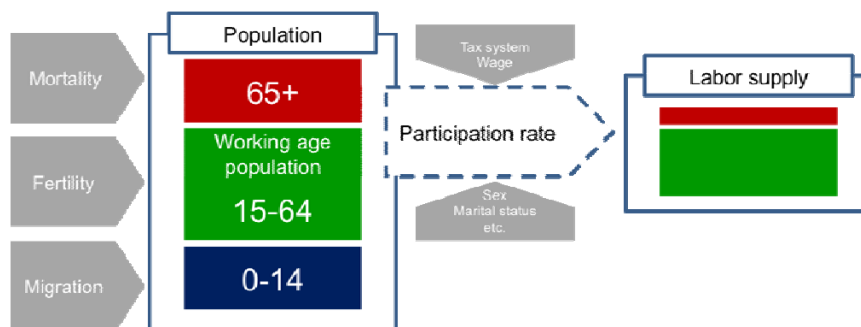 Population
Mortality
Fertility
Migration
65+
Working age
population
15-64
0-14
Tax system
Wage
Participation rate
Sex
Marital status
etc.
Labor supply